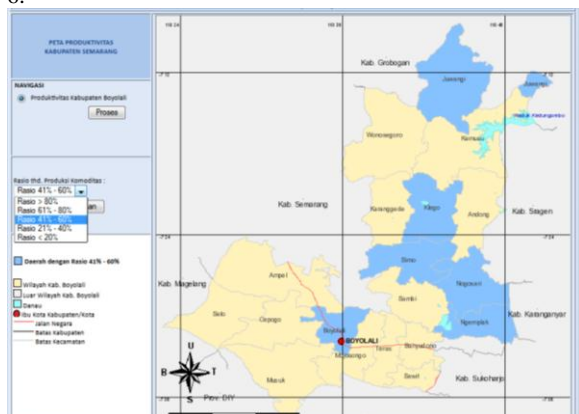 6.
PETA PRODUKTIVITAS
KABUPATEN SEMARANG
NAVIGASI
Produktivitas Kabupaten Boyolali
Proses
Rasio thd. Produksi Komoditas :
Rasio 41% - 60%
Rasio > 80%
Rasio 61% - 80%
Rasio 41% - 60%
Rasio 21% - 40%
Rasio < 20%
an
Daerah dengan Rasio 41% - 60%
Wilayah Kab. Boyolali
Luar Wilayah Kab. Boyolali
Danau
Ibu Kota Kabupaten/Kota
Jalan Negara
Batas Kabupaten
Batas Kecamatan
Kab. Grobogan
Juwangi
Wonosegoro
Kemusu
Kab. Semarang
Karanggede
Klego
Andong
Kab. Sragen
Simo
Kab. Magelang
Ampel
Nogosari
Sambi
Kab. Karanganyar
Selo
Cepogo
Boyolali
Ngemplak
BOYOLALI
Mojosongo
Teras
Banyudono
Musuk
Sawit
Kab. Sukoharjo
U
B
T
S
Prov. DIY